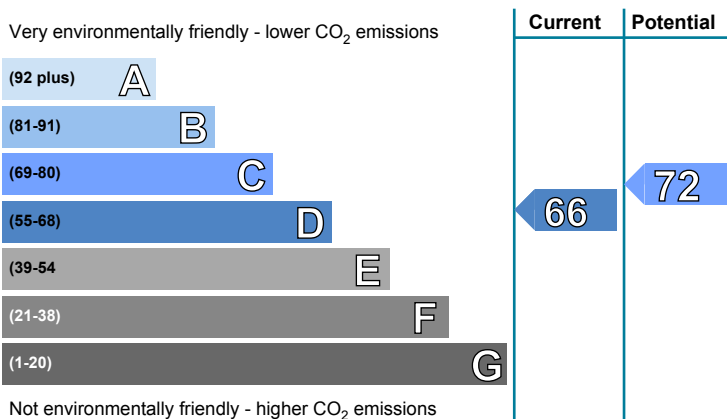 Current Potential
Very environmentally friendly - lower CO2 emissions
(92 plus) A
(81-91) B
(69-80) C
72
(55-68) D
66
(39-54 E
(21-38) F
(1-20) G
Not environmentally friendly - higher CO2 emissions